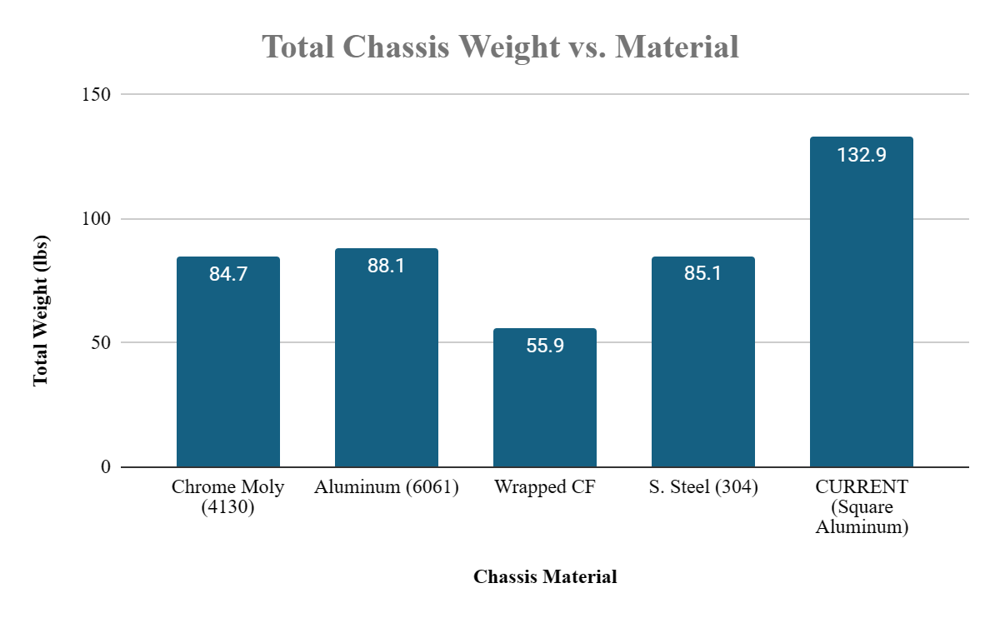 Total Chassis Weight vs. Material
Total Weight (lbs)
150
100
50
0
84.7
88.1
55.9
85.1
132.9
Chrome Moly
(4130)
Aluminum (6061)
Wrapped CF
S. Steel (304)
CURRENT
(Square
Aluminum)
Chassis Material